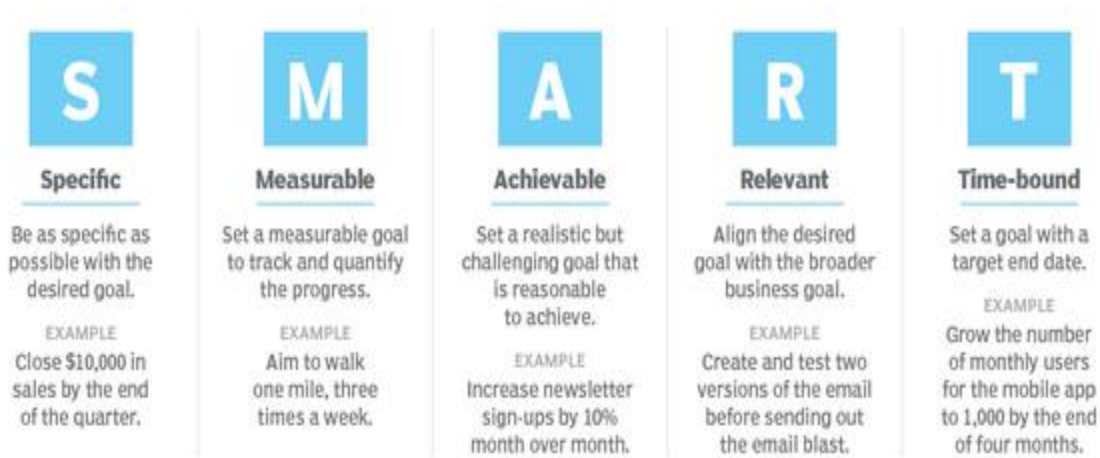 S
Specific
Be as specific as
possible with the
desired goal.
EXAMPLE
Close $10,000 in
sales by the end
of the quarter.
M
Measurable
Set a measurable goal
to track and quantify
the progress.
EXAMPLE
Aim to walk
one mile, three
times a week.
A
Achievable
Set a realistic but
challenging goal that
is reasonable
to achieve.
EXAMPLE
Increase newsletter
sign-ups by 10%
month over month.
R
Relevant
Align the desired
goal with the broader
business goal.
EXAMPLE
Create and test two
versions of the email
before sending out
the email blast.
T
Time-bound
Set a goal with a
target end date.
EXAMPLE
Grow the number
of monthly users
for the mobile app
to 1,000 by the end
of four months.